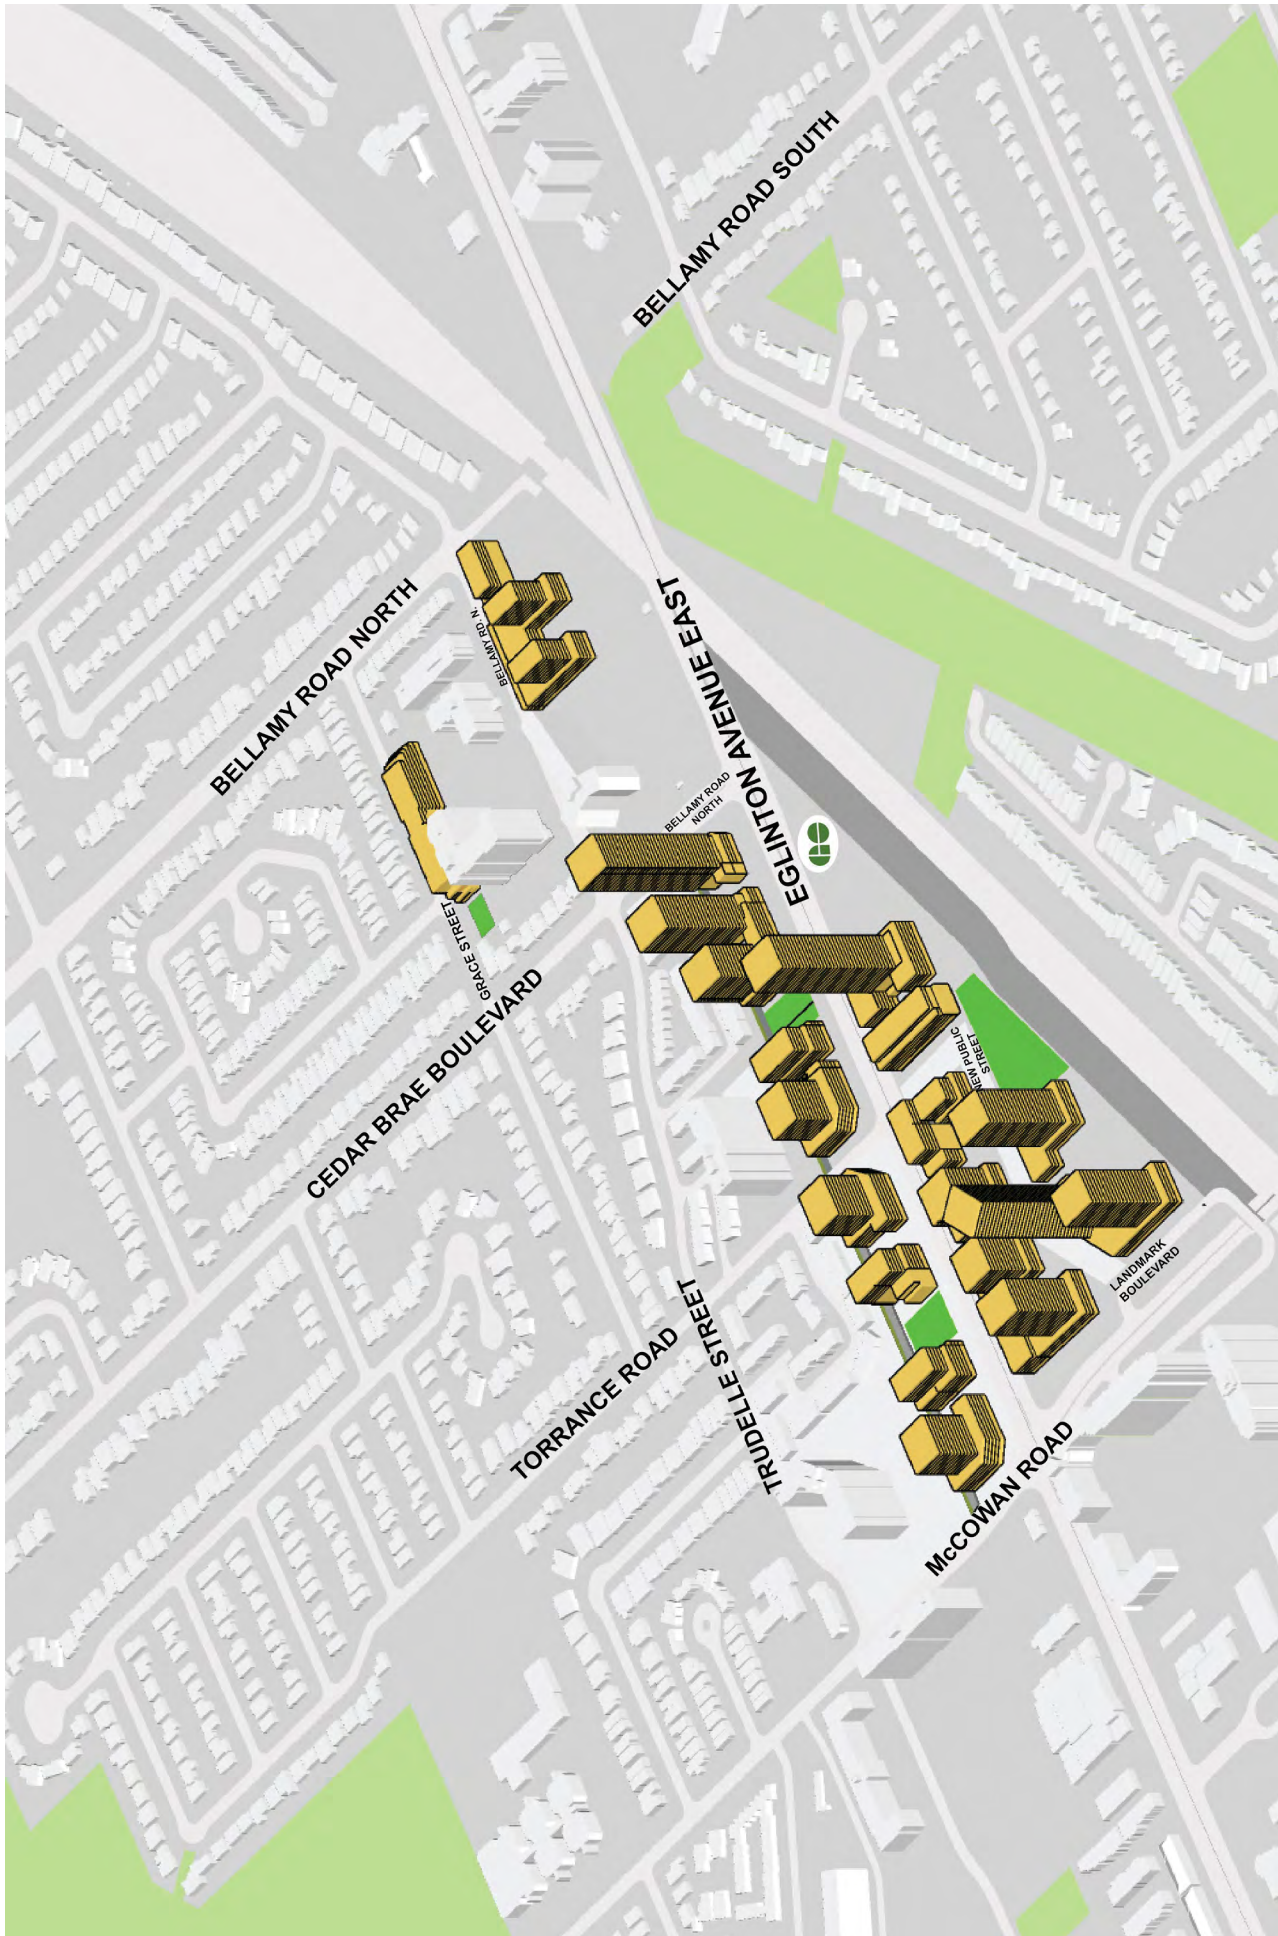 BELLAMY ROAD SOUTH
BELLAMY ROAD NORTH
BELLAMY RD. N.
EGLINTON AVENUE EAST
BELLAMY ROAD
NORTH
GO
GRACE STREET
CEDAR BRAE BOULEVARD
NEW PUBLIC
STREET
LANDMARK
BOULEVARD
TRUDELLE STREET
TORRANCE ROAD
McCOWAN ROAD